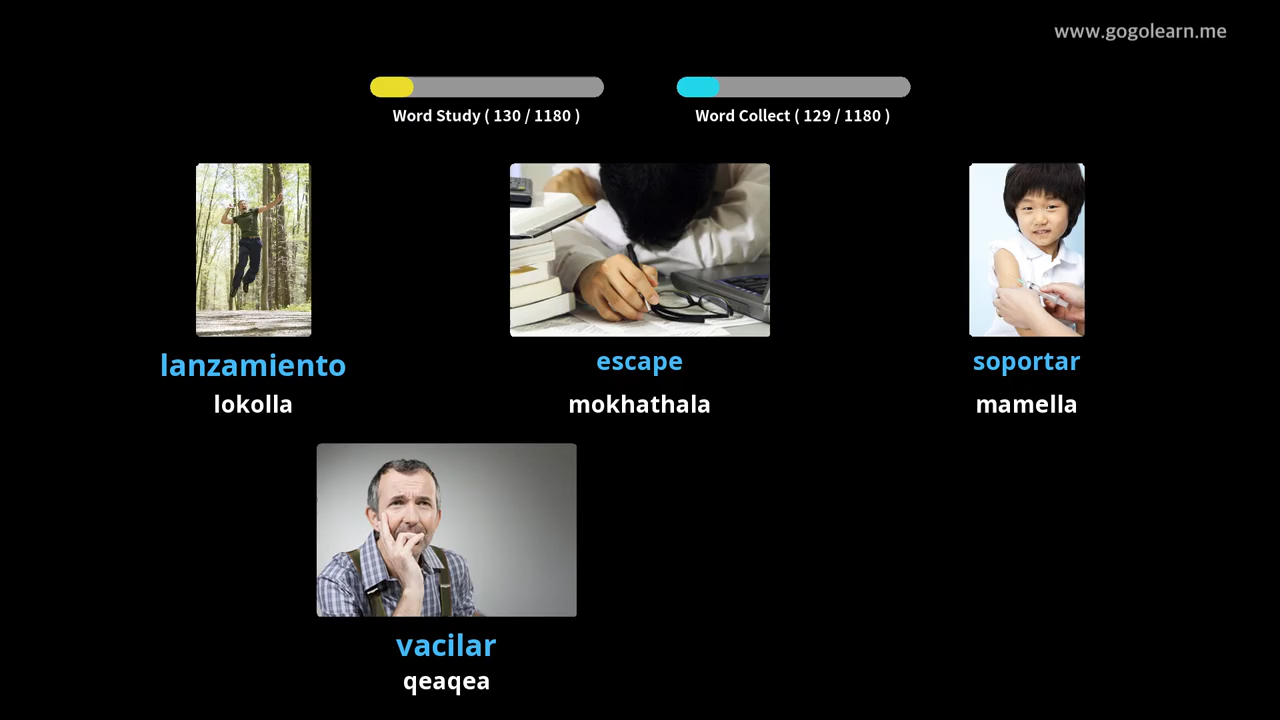 www.gogolearn.me
Word Study ( 130 / 1180 )
Word Collect ( 129 / 1180 )
lanzamiento
lokolla
escape
mokhathala
soportar
mamella
vacilar
qeaqea